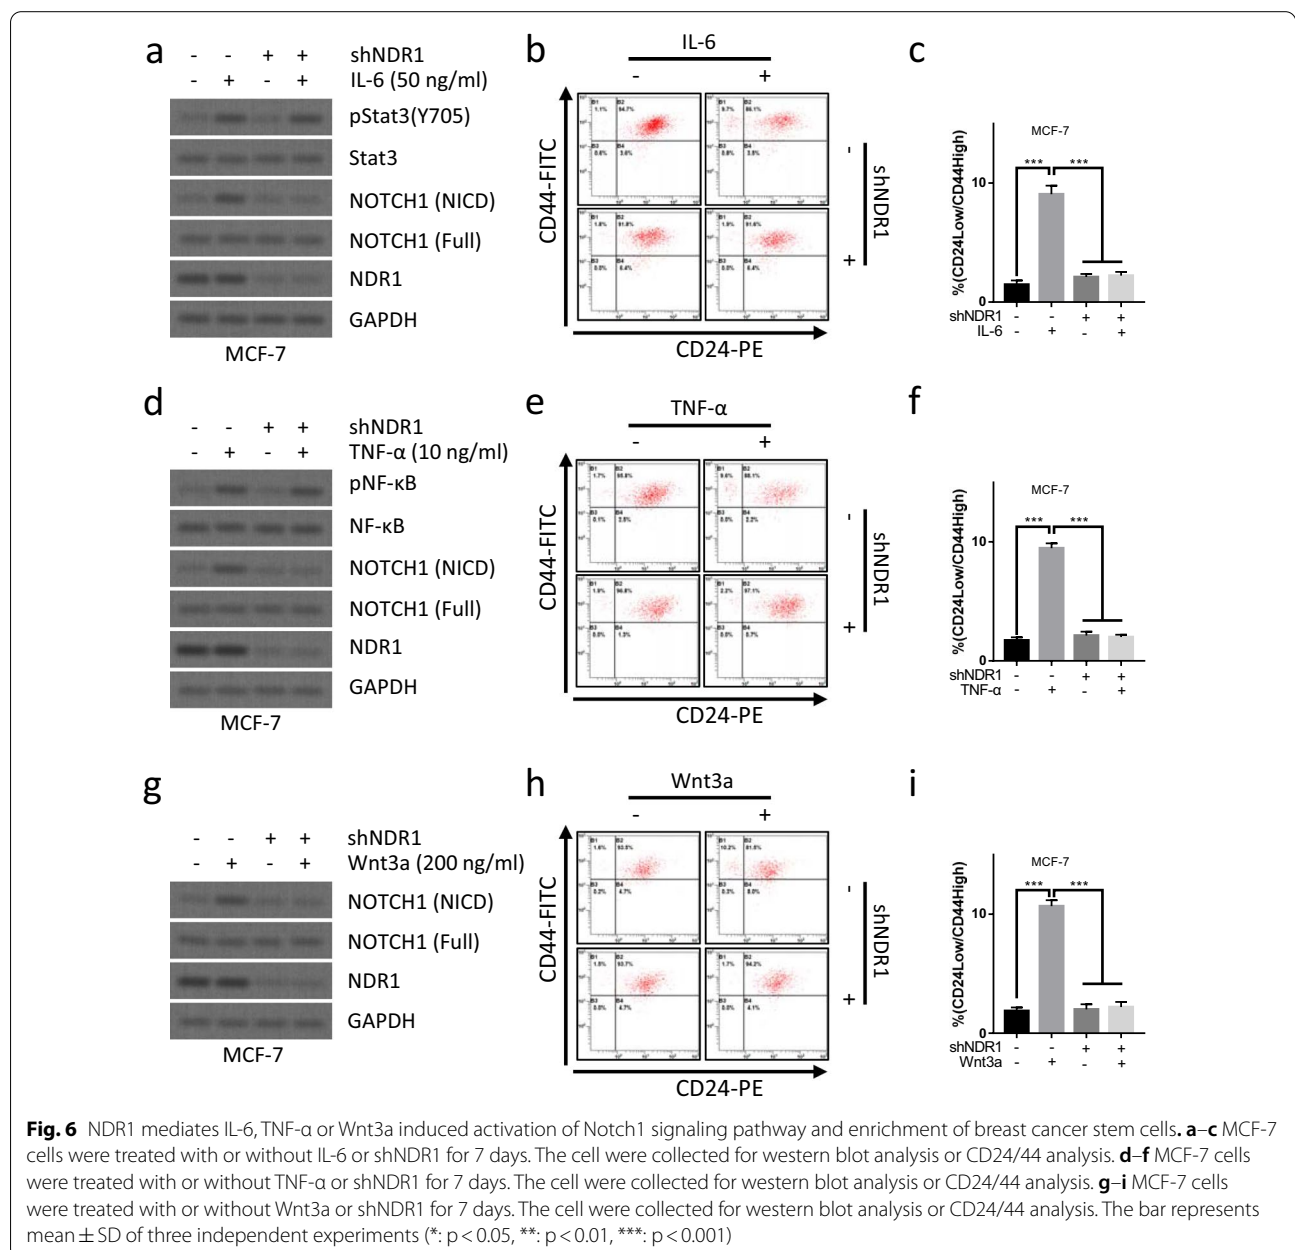 a
- - + + shNDR1
- + - + IL-6 (50 ng/ml)
pStat3(Y705)
Stat3
NOTCH1 (NICD)
NOTCH1 (Full)
NDR1
GAPDH
MCF-7
b
IL-6
- +
CD44-FITC
- shNDR1 +
CD24-PE
c
MCF-7
*** ***
%(CD24Low/CD44High)
10
0
shNDR1 - - + +
IL-6 - + - +
d
- - + + shNDR1
- + - + TNF-α (10 ng/ml)
pNF-κB
NF-κB
NOTCH1 (NICD)
NOTCH1 (Full)
NDR1
GAPDH
MCF-7
e
TNF-α
- +
CD44-FITC
- shNDR1 +
CD24-PE
f
MCF-7
*** ***
%(CD24Low/CD44High)
10
0
shNDR1 - - + +
TNF-α - + - +
g
- - + + shNDR1
- + - + Wnt3a (200 ng/ml)
NOTCH1 (NICD)
NOTCH1 (Full)
NDR1
GAPDH
MCF-7
h
Wnt3a
- +
CD44-FITC
- shNDR1 +
CD24-PE
i
MCF-7
*** ***
%(CD24Low/CD44High)
10
0
shNDR1 - - + +
Wnt3a - + - +
Fig. 6 NDR1 mediates IL-6, TNF-α or Wnt3a induced activation of Notch1 signaling pathway and enrichment of breast cancer stem cells. a–c MCF-7
cells were treated with or without IL-6 or shNDR1 for 7 days. The cell were collected for western blot analysis or CD24/44 analysis. d–f MCF-7 cells
were treated with or without TNF-α or shNDR1 for 7 days. The cell were collected for western blot analysis or CD24/44 analysis. g–i MCF-7 cells
were treated with or without Wnt3a or shNDR1 for 7 days. The cell were collected for western blot analysis or CD24/44 analysis. The bar represents
mean ± SD of three independent experiments (*: p < 0.05, **: p < 0.01, ***: p < 0.001)